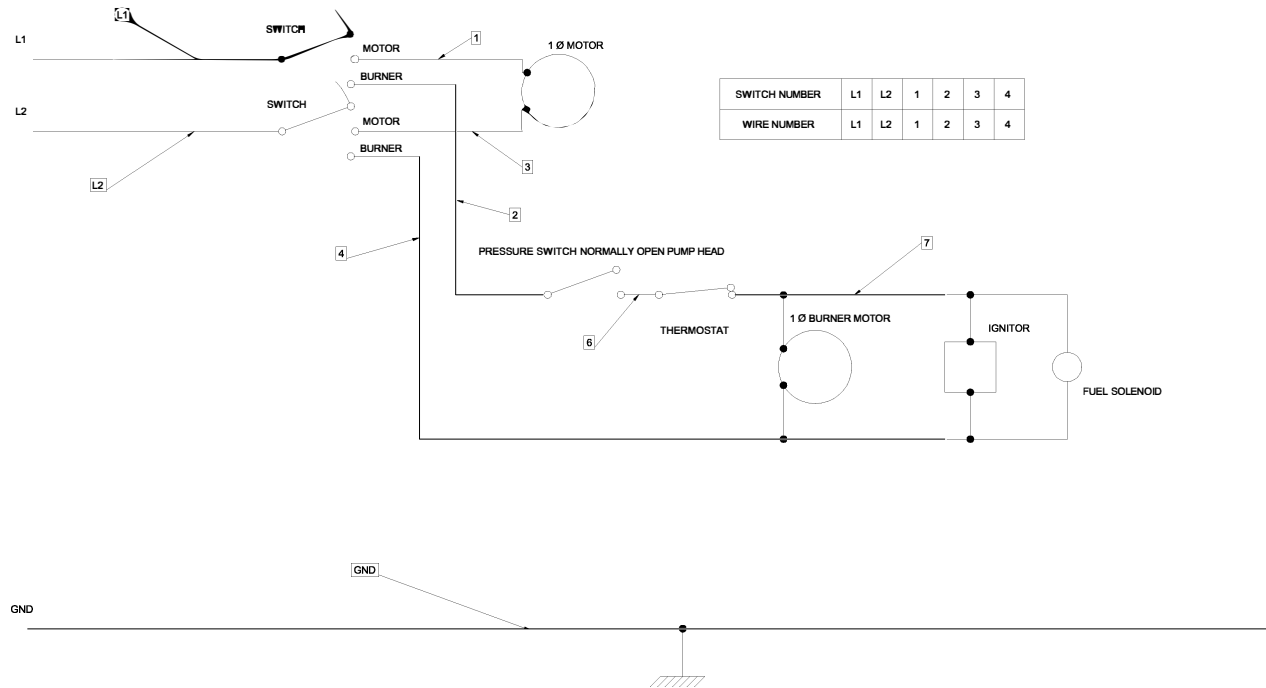 L1
L1
SWITCH
MOTOR
1
1 Ø MOTOR
BURNER
L2
SWITCH
MOTOR
BURNER
3
L2
2
4
SWITCH NUMBER L1 L2 1 2 3 4
WIRE NUMBER L1 L2 1 2 3 4
PRESSURE SWITCH NORMALLY OPEN PUMP HEAD
7
6
THERMOSTAT
1 Ø BURNER MOTOR
IGNITOR
FUEL SOLENOID
GND
GND